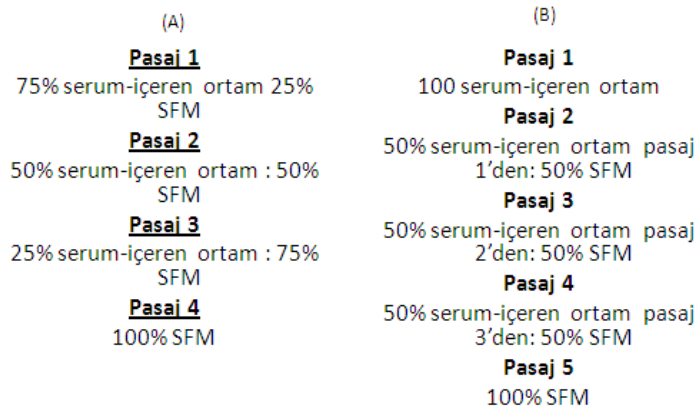 (A)
Pasaj 1
75% serum-içeren ortam 25%
SFM
Pasaj 2
50% serum-içeren ortam : 50%
SFM
Pasaj 3
25% serum-içeren ortam : 75%
SFM
Pasaj 4
100% SFM
(B)
Pasaj 1
100 serum-içeren ortam
Pasaj 2
50% serum-içeren ortam pasaj
1’den: 50% SFM
Pasaj 3
50% serum-içeren ortam pasaj
2’den: 50% SFM
Pasaj 4
50% serum-içeren ortam pasaj
3’den: 50% SFM
Pasaj 5
100% SFM